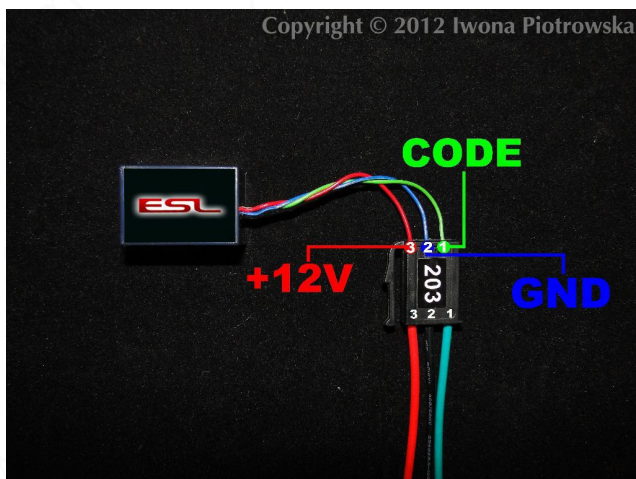 Copyright © 2012 Iwona Piotrowska
CODE
ESL
3 2 1
+12V
203
GND
3 2 1